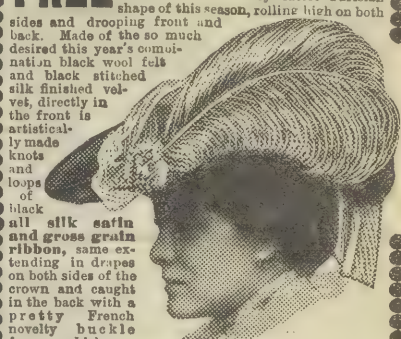 FREE
shape of this season, rolling high on both
sides and drooping front and
back. Made of the so much
desired this year's combi-
nation black wool felt
and black stitched
silk finished vel-
vet, directly in
the front is
artistical-
ly made
knots
and
loops
of
black
all silk satin
and gross grain
ribbon, same ex-
tending in drapes
on both sides of the
crown and caught
in the back with a
pretty French
novelty buckle